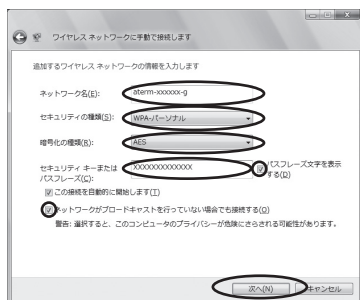 ワイヤレス ネットワークに手動で接続します
追加するワイヤレス ネットワークの情報を入力します
ネットワーク名(E): aterm-xxxxxx-g
セキュリティの種類(S): WPA-パーソナル
暗号化の種類(R): AES
セキュリティ キーまたは XXXXXXXXXXXXX パスフレーズ文字を表示
パスフレーズ(C): する(D)
この接続を自動的に開始します(T)
ネットワークがブロードキャストを行っていない場合でも接続する(O)
警告: 選択すると、このコンピュータのプライバシーが危険にさらされる可能性があります。
次へ(N) キャンセル